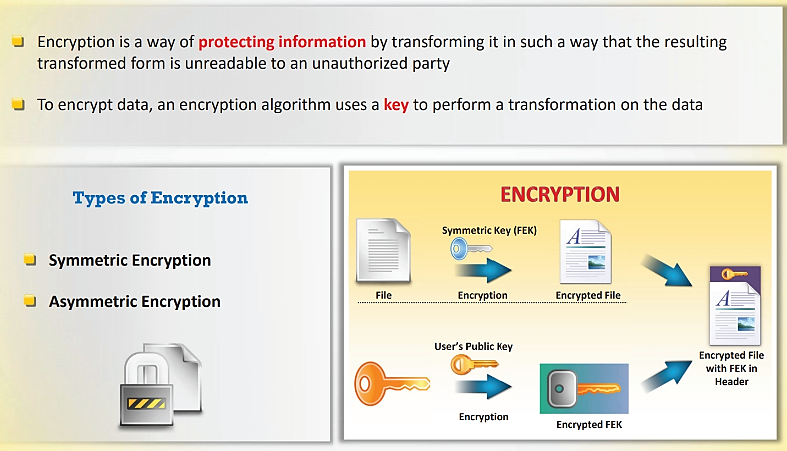 Encryption is a way of protecting information by transforming it in such a way that the resulting
transformed form is unreadable to an unauthorized party
To encrypt data, an encryption algorithm uses a key to perform a transformation on the data
Types of Encryption
Symmetric Encryption
Asymmetric Encryption
ENCRYPTION
Symmetric Key (FEK)
File
Encryption
Encrypted File
User's Public Key
Encryption
Encrypted FEK
A
A
Encrypted File
with FEK in
Header